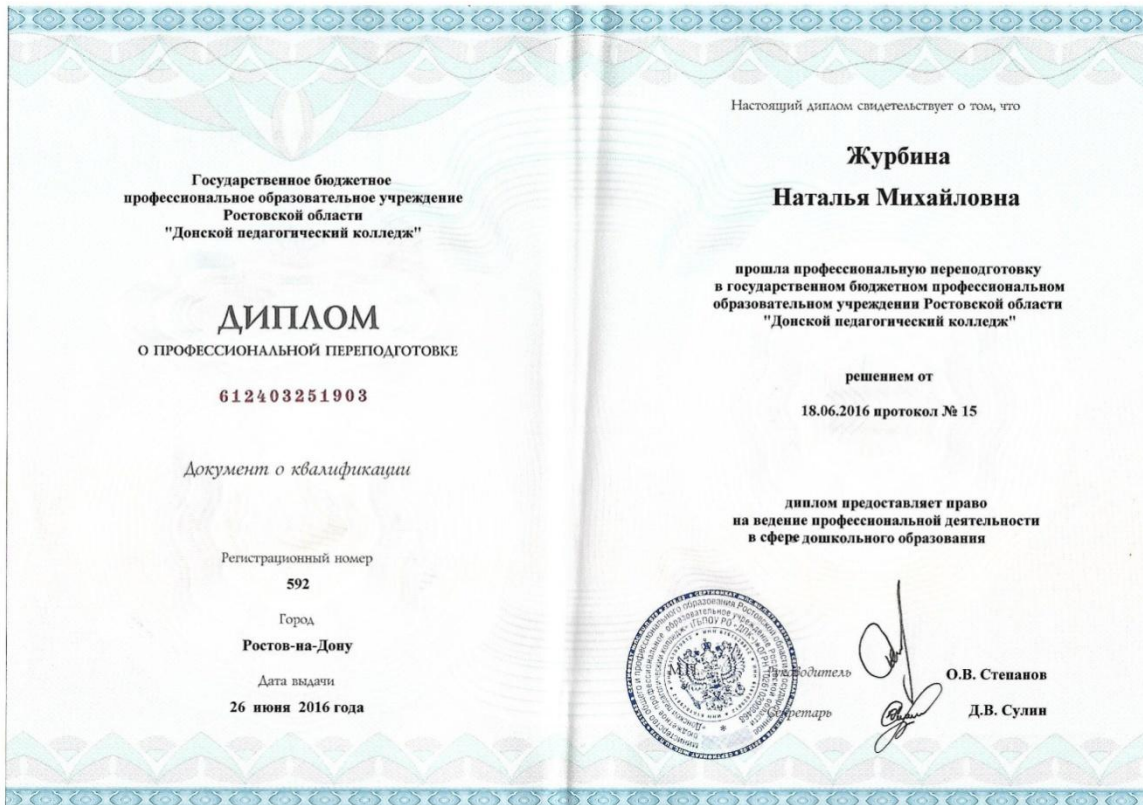 Государственное бюджетное
профессиональное образовательное учреждение
Ростовской области
"Донской педагогический колледж"
ДИПЛОМ
О ПРОФЕССИОНАЛЬНОЙ ПЕРЕПОДГОТОВКЕ
612403251903
Документ о квалификации
Регистрационный номер
592
Город
Ростов-на-Дону
Дата выдачи
26 июня 2016 года
Настоящий диплом свидетельствует о том, что
Журбина
Наталья Михайловна
прошла профессиональную переподготовку
в государственном бюджетном профессиональном
образовательном учреждении Ростовской области
"Донской педагогический колледж"
решением от
18.06.2016 протокол № 15
диплом предоставляет право
на ведение профессиональной деятельности
в сфере дошкольного образования
Руководитель О.В. Степанов
Секретарь Д.В. Сулин